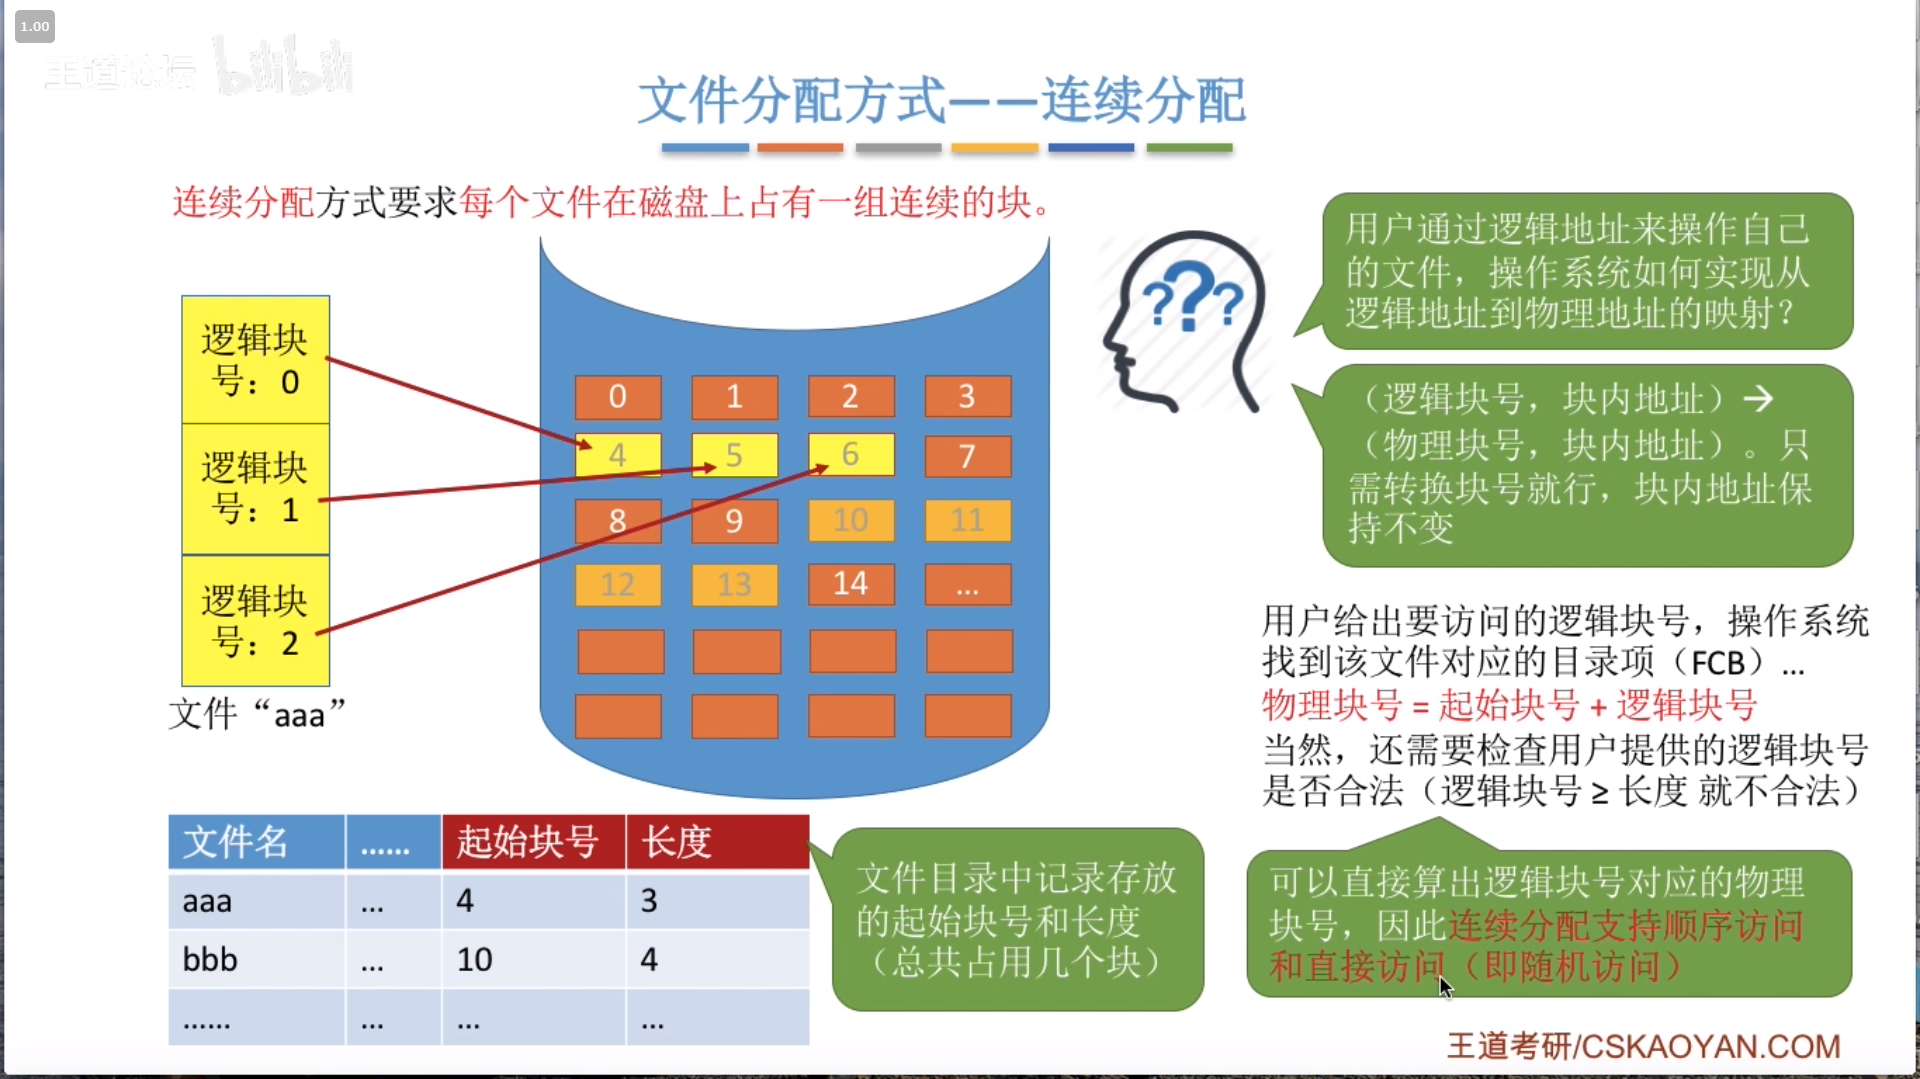 1.00
王道论坛 bilibili
文件分配方式——连续分配
连续分配方式要求每个文件在磁盘上占有一组连续的块。
逻辑块
号：0
逻辑块
号：1
逻辑块
号：2
文件“aaa”
0 1 2 3
4 5 6 7
8 9 10 11
12 13 14 ...
? ? ?
用户通过逻辑地址来操作自己
的文件，操作系统如何实现从
逻辑地址到物理地址的映射？
（逻辑块号，块内地址）→
（物理块号，块内地址）。只
需转换块号就行，块内地址保
持不变
用户给出要访问的逻辑块号，操作系统
找到该文件对应的目录项（FCB）...
物理块号 = 起始块号 + 逻辑块号
当然，还需要检查用户提供的逻辑块号
是否合法（逻辑块号 ≥ 长度 就不合法）
可以直接算出逻辑块号对应的物理
块号，因此连续分配支持顺序访问
和直接访问（即随机访问）
文件名 ...... 起始块号 长度
aaa ... 4 3
bbb ... 10 4
...... ... ... ...
文件目录中记录存放
的起始块号和长度
（总共占用几个块）
王道考研/CSKAOYAN.COM